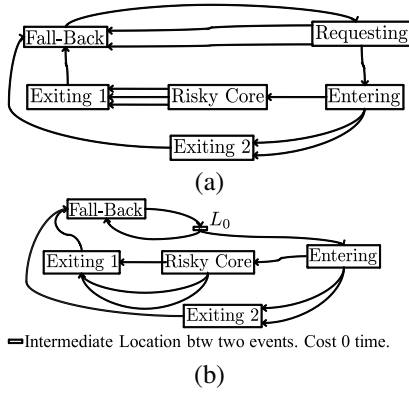 Fall-Back Requesting
Exiting 1 Risky Core Entering
Exiting 2
(a)
Fall-Back L₀
Exiting 1 Risky Core Entering
Exiting 2
Intermediate Location btw two events. Cost 0 time.
(b)